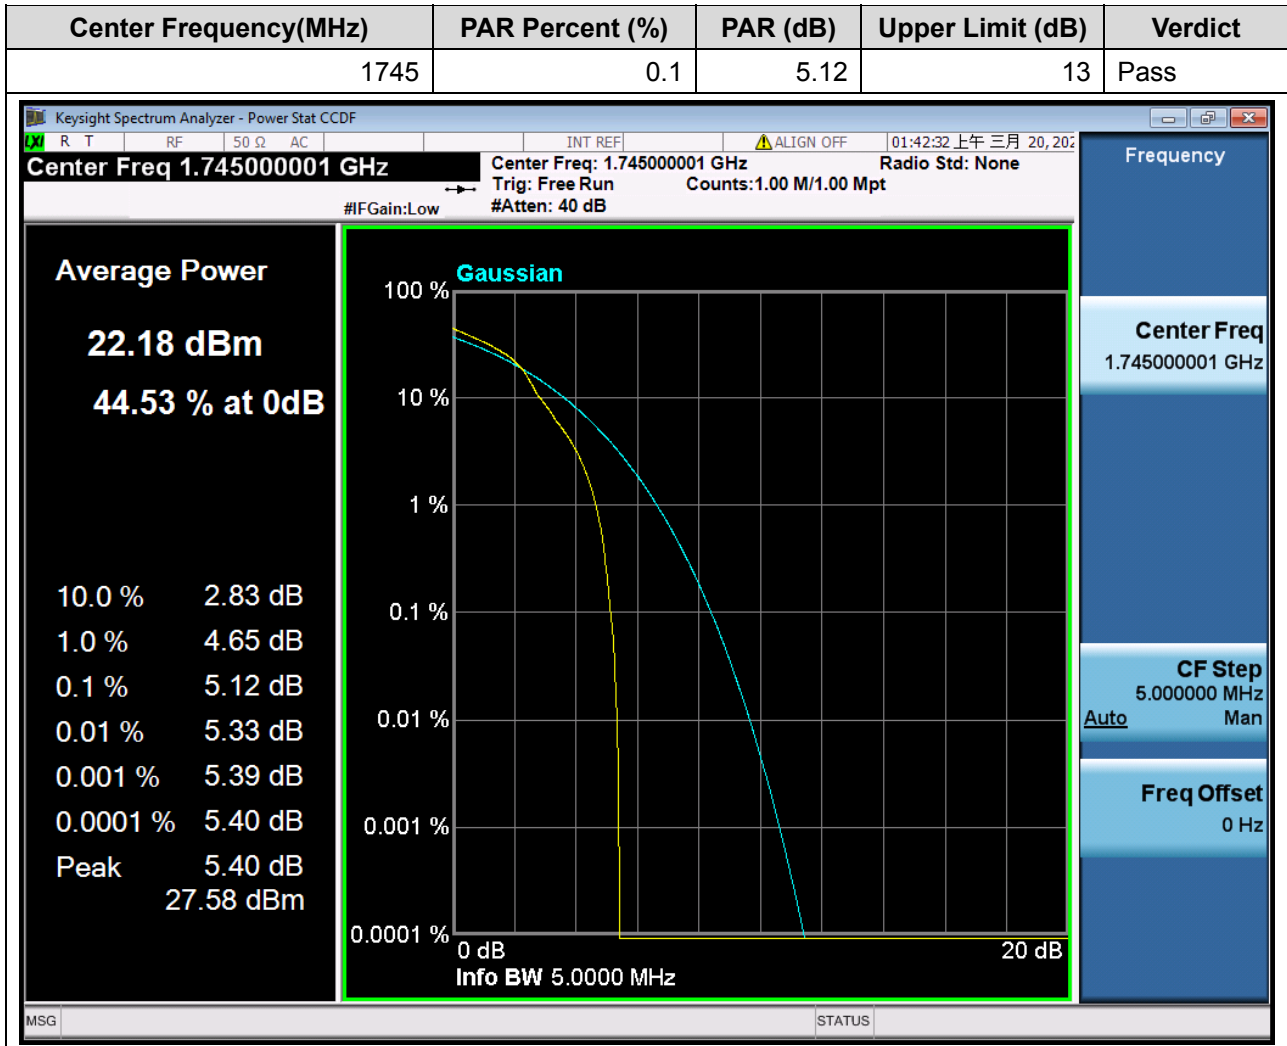 Center Frequency(MHz) PAR Percent (%) PAR (dB) Upper Limit (dB) Verdict
1745 0.1 5.12 13 Pass
Keysight Spectrum Analyzer - Power Stat CCDF
LXI R T RF 50 Ω AC INT REF ALIGN OFF 01:42:32 上午 三月 20, 202
Center Freq 1.745000001 GHz
Center Freq: 1.745000001 GHz Radio Std: None
Trig: Free Run Counts:1.00 M/1.00 Mpt
#IFGain:Low #Atten: 40 dB
Average Power
22.18 dBm
44.53 % at 0dB
10.0 % 2.83 dB
1.0 % 4.65 dB
0.1 % 5.12 dB
0.01 % 5.33 dB
0.001 % 5.39 dB
0.0001 % 5.40 dB
Peak 5.40 dB
27.58 dBm
Gaussian
100 %
10 %
1 %
0.1 %
0.01 %
0.001 %
0.0001 %
0 dB 20 dB
Info BW 5.0000 MHz
Frequency
Center Freq
1.745000001 GHz
CF Step
5.000000 MHz
Auto Man
Freq Offset
0 Hz
MSG STATUS